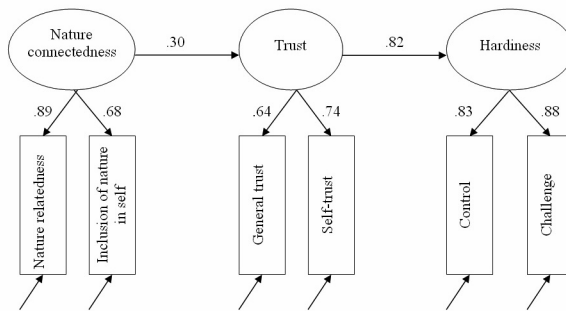 Nature
connectedness
.30
Trust
.82
Hardiness
.89
.68
.64
.74
.83
.88
Nature relatedness
Inclusion of nature
in self
General trust
Self-trust
Control
Challenge